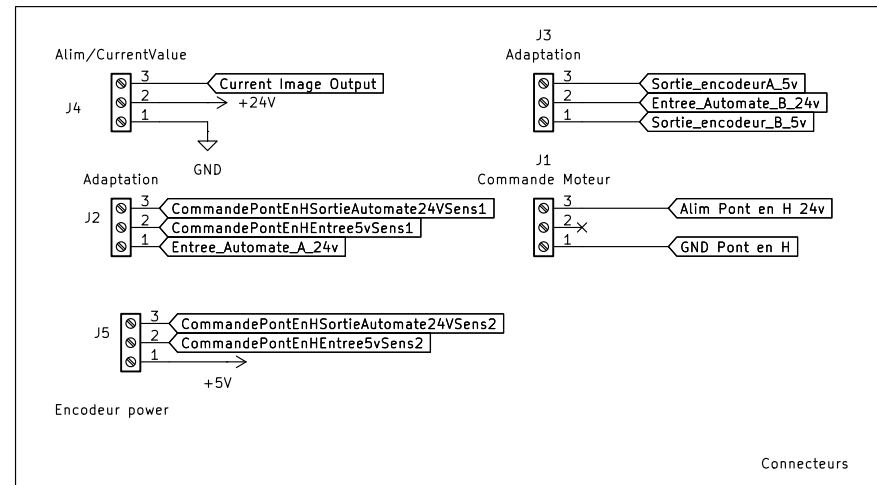 Alim/CurrentValue
J4
3 Current Image Output
2 +24V
1
GND
J3
Adaptation
3 Sortie_encodeurA_5v
2 Entree_Automate_B_24v
1 Sortie_encodeur_B_5v
Adaptation
J2
3 CommandePontEnHSortieAutomate24VSens1
2 CommandePontEnHEntree5vSens1
1 Entree_Automate_A_24v
J1
Commande Moteur
3 Alim Pont en H 24v
2
1 GND Pont en H
J5
3 CommandePontEnHSortieAutomate24VSens2
2 CommandePontEnHEntree5vSens2
1
+5V
Encodeur power
Connecteurs